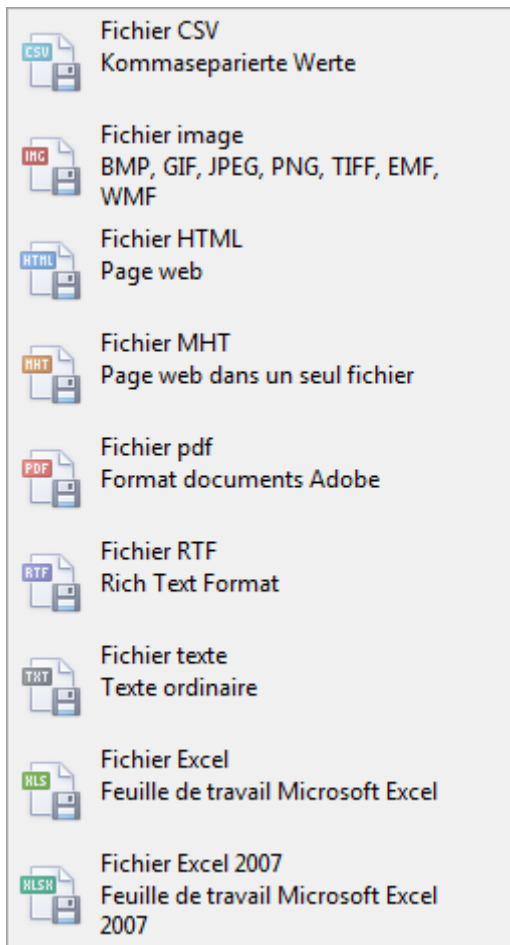 CSV
Fichier CSV
Kommaseparierte Werte
IMG
Fichier image
BMP, GIF, JPEG, PNG, TIFF, EMF,
WMF
HTML
Fichier HTML
Page web
MHT
Fichier MHT
Page web dans un seul fichier
PDF
Fichier pdf
Format documents Adobe
RTF
Fichier RTF
Rich Text Format
TXT
Fichier texte
Texte ordinaire
XLS
Fichier Excel
Feuille de travail Microsoft Excel
XLSX
Fichier Excel 2007
Feuille de travail Microsoft Excel
2007